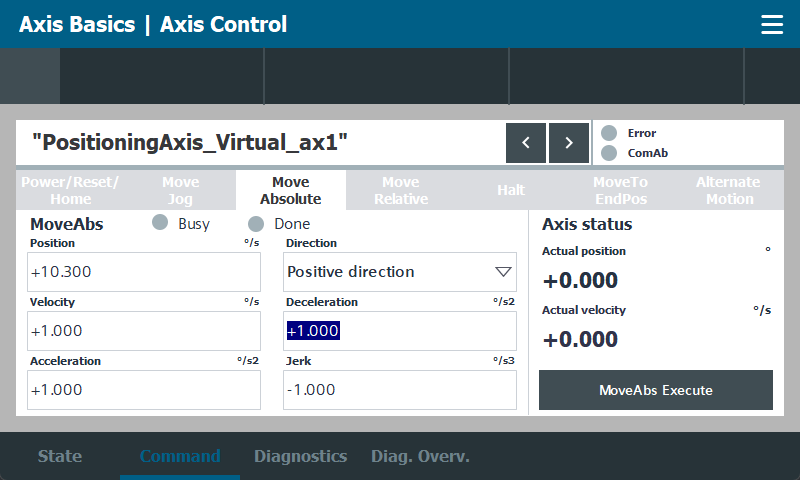 Axis Basics | Axis Control
"PositioningAxis_Virtual_ax1"
Error
ComAb
Power/Reset/
Home
Move
Jog
Move
Absolute
Move
Relative
Halt
MoveTo
EndPos
Alternate
Motion
MoveAbs
Busy
Done
Axis status
Position °/s
Direction
Actual position °
+10.300
Positive direction
+0.000
Velocity °/s
Deceleration °/s2
Actual velocity °/s
+1.000
+1.000
+0.000
Acceleration °/s2
Jerk °/s3
+1.000
-1.000
MoveAbs Execute
State
Command
Diagnostics
Diag. Overv.